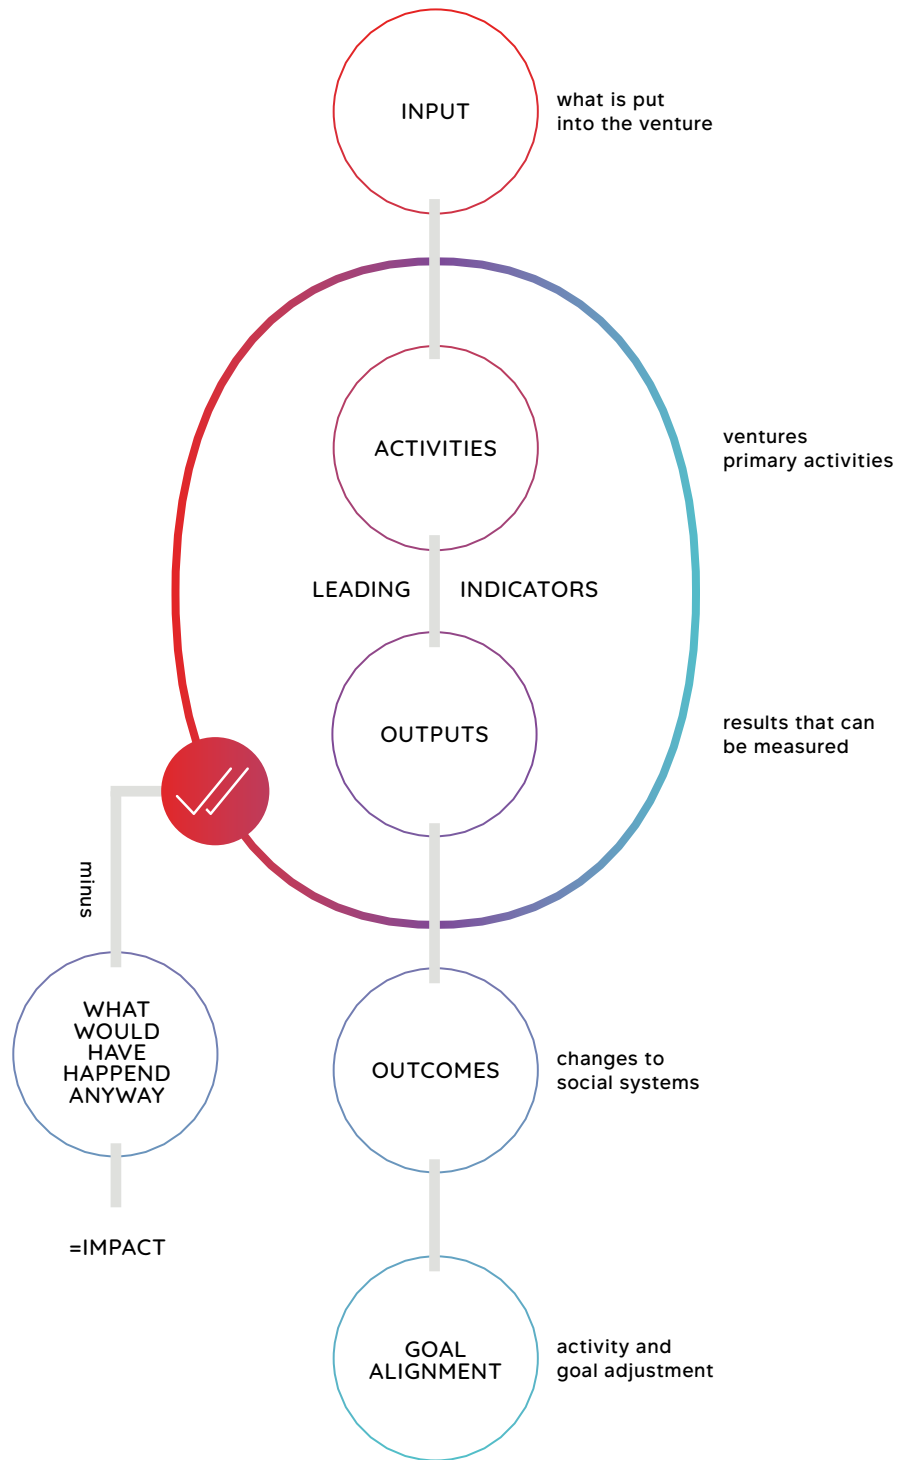 INPUT
what is put
into the venture
ACTIVITIES
ventures
primary activities
LEADING INDICATORS
OUTPUTS
results that can
be measured
minus
WHAT
WOULD
HAVE
HAPPEND
ANYWAY
=IMPACT
OUTCOMES
changes to
social systems
GOAL
ALIGNMENT
activity and
goal adjustment